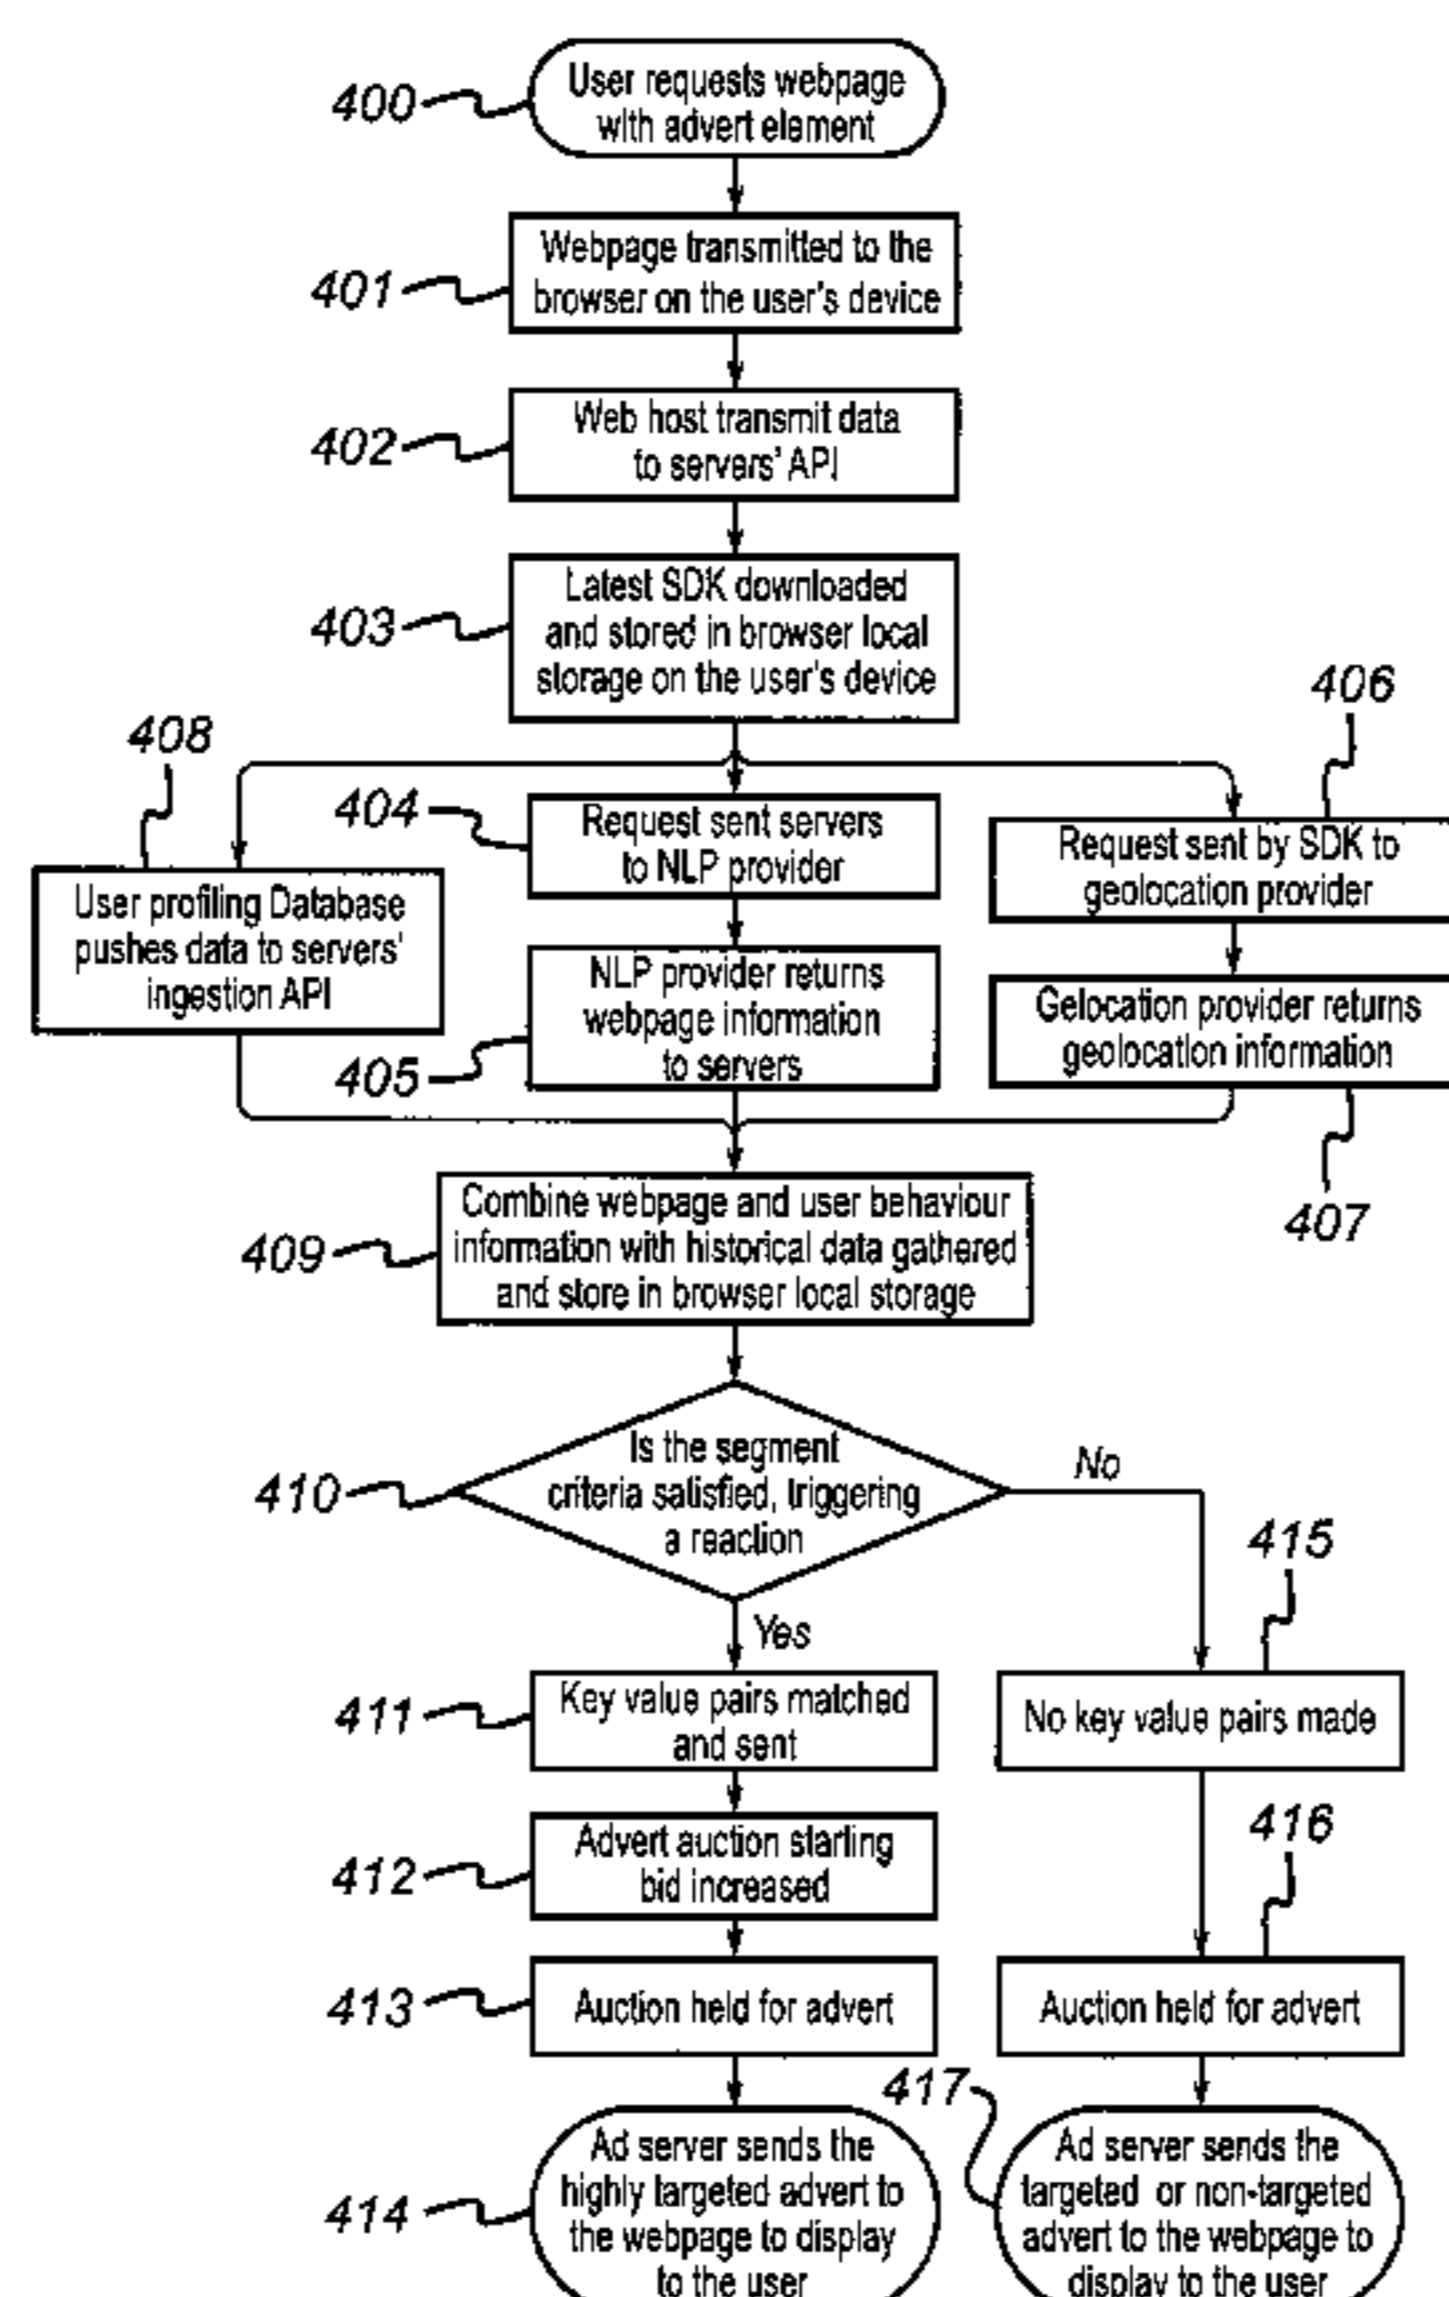 400
User requests webpage
with advert element
401
Webpage transmitted to the
browser on the user's device
402
Web host transmit data
to servers' API
403
Latest SDK downloaded
and stored in browser local
storage on the user's device
408
User profiling Database
pushes data to servers'
ingestion API
404
Request sent servers
to NLP provider
405
NLP provider returns
webpage information
to servers
406
Request sent by SDK to
geolocation provider
Gelocation provider returns
geolocation information
407
409
Combine webpage and user behaviour
information with historical data gathered
and store in browser local storage
410
Is the segment
criteria satisfied, triggering
a reaction
No
Yes
411
Key value pairs matched
and sent
412
Advert auction starting
bid increased
413
Auction held for advert
414
Ad server sends the
highly targeted advert to
the webpage to display
to the user
415
No key value pairs made
416
Auction held for advert
417
Ad server sends the
targeted or non-targeted
advert to the webpage to
display to the user